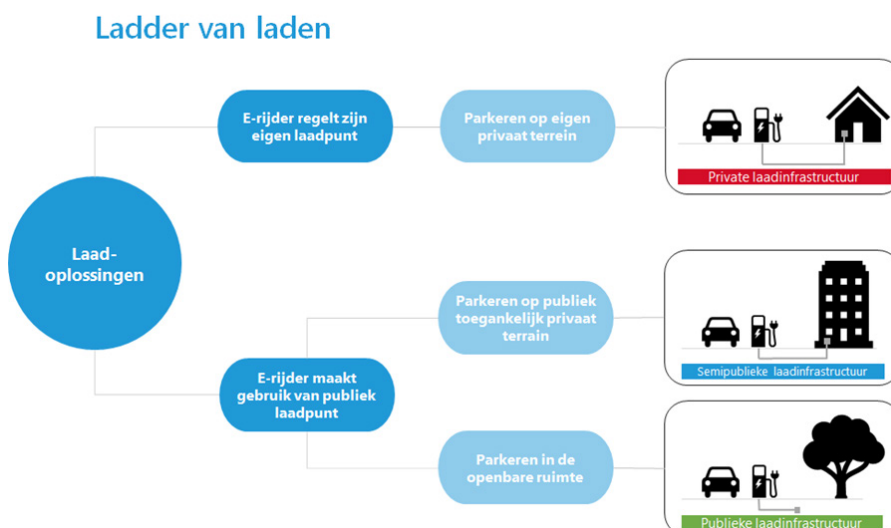 Ladder van laden
E-rijder regelt zijn
eigen laadpunt
Parkeren op eigen
privaat terrein
Private laadinfrastructuur
Laad-
oplossingen
Parkeren op publiek
toegankelijk privaat
terrain
Semipublieke laadinfrastructuur
E-rijder maakt
gebruik van publiek
laadpunt
Parkeren in de
openbare ruimte
Publieke laadinfrastructuur